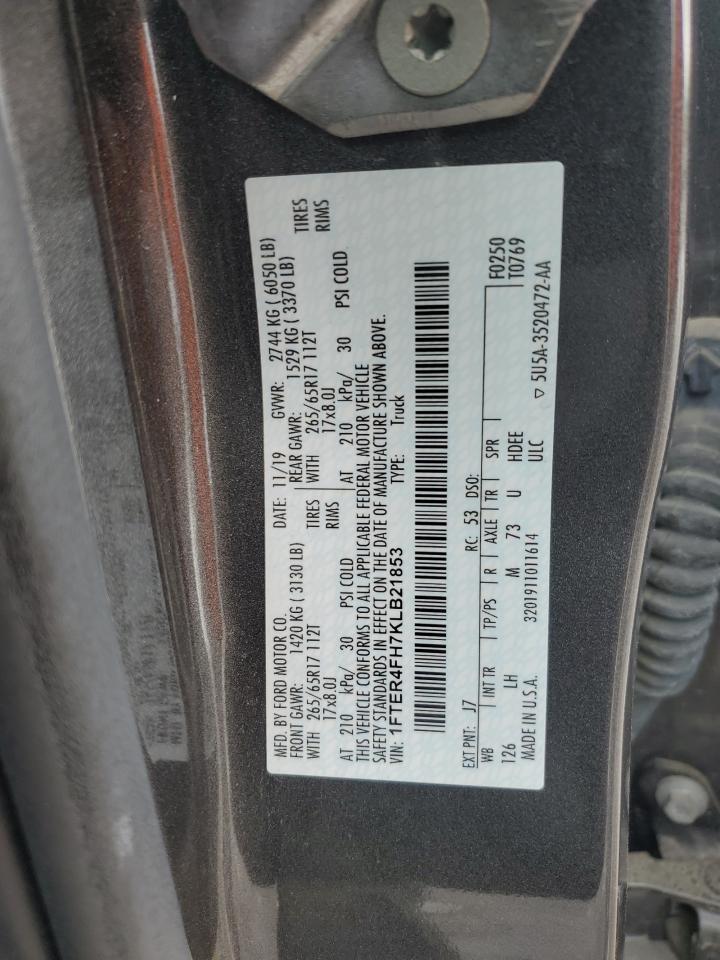 MFD. BY FORD MOTOR CO. DATE: 11/19 GVWR: 2744 KG ( 6050 LB)
FRONT GAWR: 1420 KG ( 3130 LB) REAR GAWR: 1529 KG ( 3370 LB)
WITH 265/65R17 112T TIRES WITH 265/65R17 112T TIRES
17x8.0J RIMS 17x8.0J RIMS
AT 210 kPa/ 30 PSI COLD AT 210 kPa/ 30 PSI COLD
THIS VEHICLE CONFORMS TO ALL APPLICABLE FEDERAL MOTOR VEHICLE
SAFETY STANDARDS IN EFFECT ON THE DATE OF MANUFACTURE SHOWN ABOVE.
VIN: 1FTER4FH7KLB21853 TYPE: Truck
EXT PNT: J7 RC: 53 DSO:
WB INT TR TP/PS R AXLE TR SPR F0250
126 LH M 73 U HDEE T0769
MADE IN U.S.A. 3201911011614 ULC
▽ 5U5A-3520472-AA